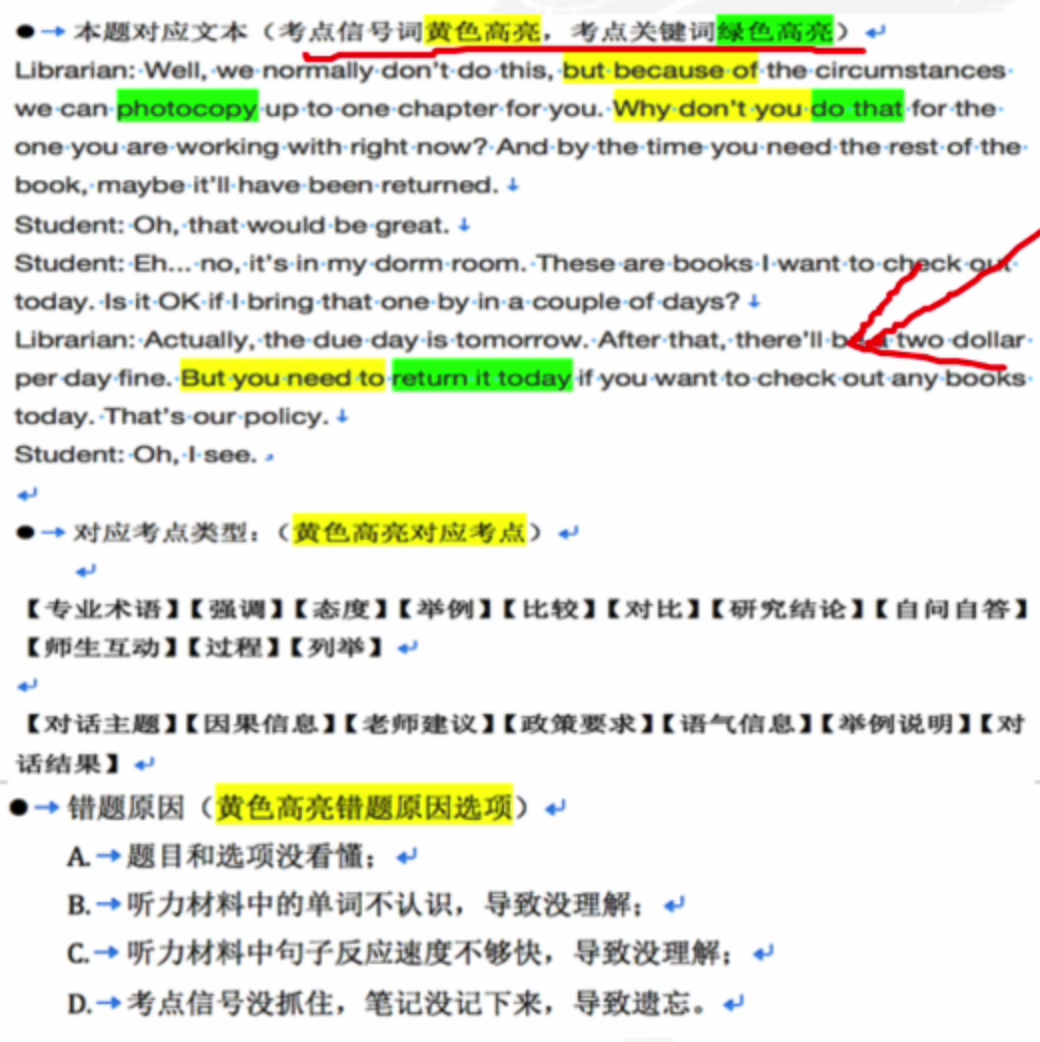 ●→本题对应文本（考点信号词黄色高亮，考点关键词绿色高亮）↵
Librarian: Well, we normally don't do this, but because of the circumstances
we can photocopy up to one chapter for you. Why don't you do that for the
one you are working with right now? And by the time you need the rest of the
book, maybe it'll have been returned. ↓
Student: Oh, that would be great. ↓
Student: Eh... no, it's in my dorm room. These are books I want to check out
today. Is it OK if I bring that one by in a couple of days? ↓
Librarian: Actually, the due day is tomorrow. After that, there'll be a two dollar
per day fine. But you need to return it today if you want to check out any books
today. That's our policy. ↓
Student: Oh, I see.
↵
●→对应考点类型：（黄色高亮对应考点）↵
↵
【专业术语】【强调】【态度】【举例】【比较】【对比】【研究结论】【自问自答】
【师生互动】【过程】【列举】↵
↵
【对话主题】【因果信息】【老师建议】【政策要求】【语气信息】【举例说明】【对
话结果】↵
●→错题原因（黄色高亮错题原因选项）↵
A.→题目和选项没看懂；↵
B.→听力材料中的单词不认识，导致没理解；↵
C.→听力材料中句子反应速度不够快，导致没理解；↵
D.→考点信号没抓住，笔记没记下来，导致遗忘。↵